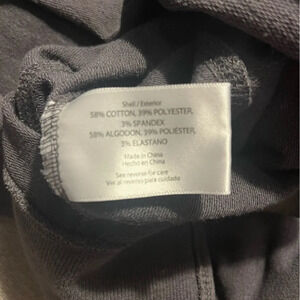 Shell / Exterior
58% COTTON, 39% POLYESTER,
3% SPANDEX
58% ALGODON, 39% POLIÉSTER,
3% ELASTANO
Made in China
Hecho en China
See reverse for care
Ver al reverso para cuidado